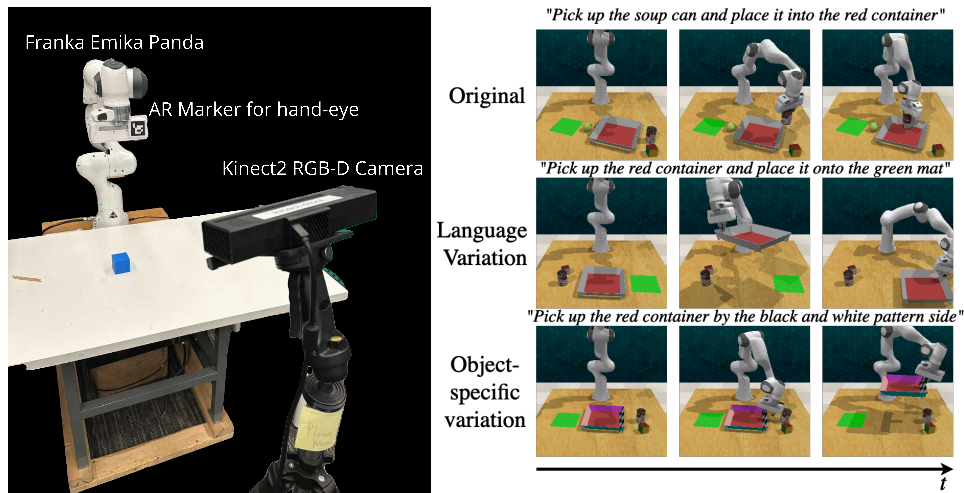 Franka Emika Panda
AR Marker for hand-eye
Kinect2 RGB-D Camera
"Pick up the soup can and place it into the red container"
Original
"Pick up the red container and place it onto the green mat"
Language
Variation
"Pick up the red container by the black and white pattern side"
Object-
specific
variation
t